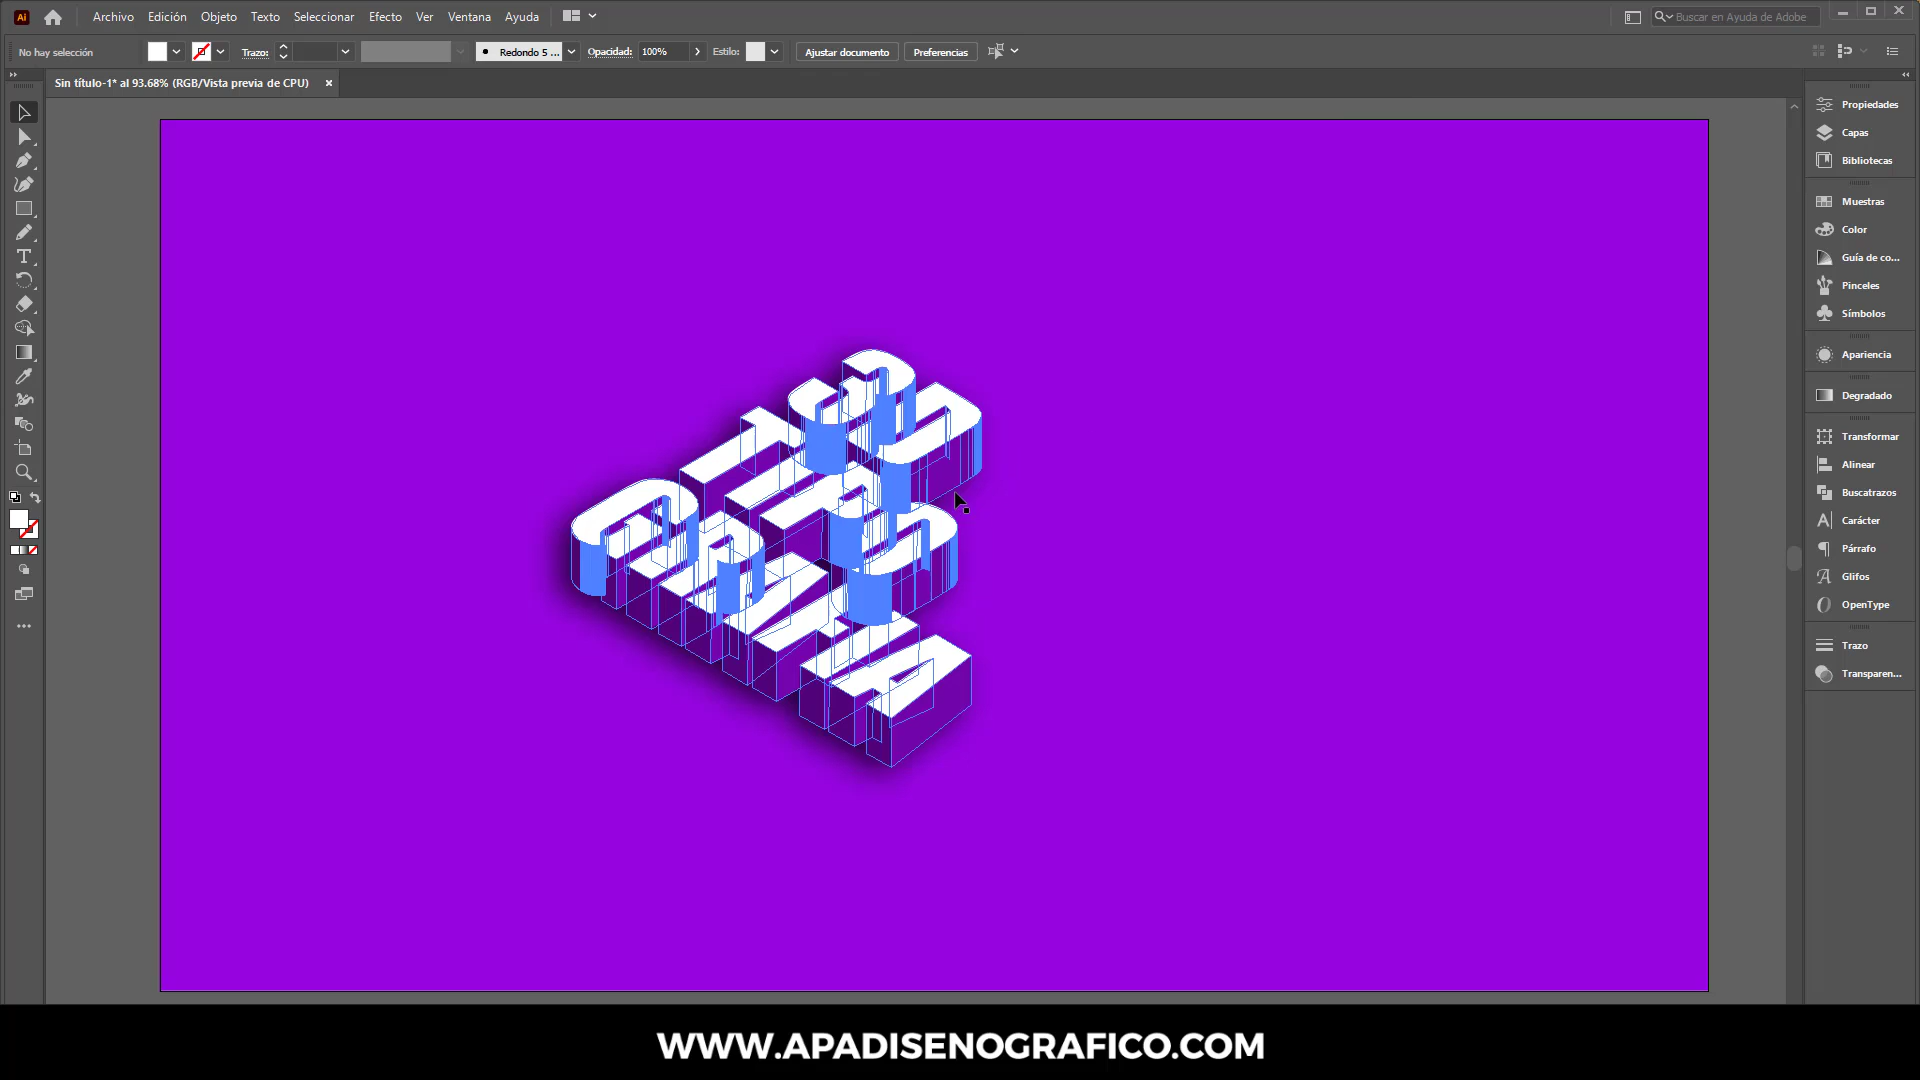 Ai Archivo Edición Objeto Texto Seleccionar Efecto Ver Ventana Ayuda Buscar en Ayuda de Adobe
No hay selección Trazo: Redondo 5 ... Opacidad: 100% Estilo: Ajustar documento Preferencias
Sin título-1* al 93.68% (RGB/Vista previa de CPU)
Propiedades
Capas
Bibliotecas
Muestras
Color
Guía de co...
Pinceles
Símbolos
Apariencia
Degradado
Transformar
Alinear
Buscatrazos
Carácter
Párrafo
Glifos
OpenType
Trazo
Transparen...
WWW.APADISENOGRAFICO.COM